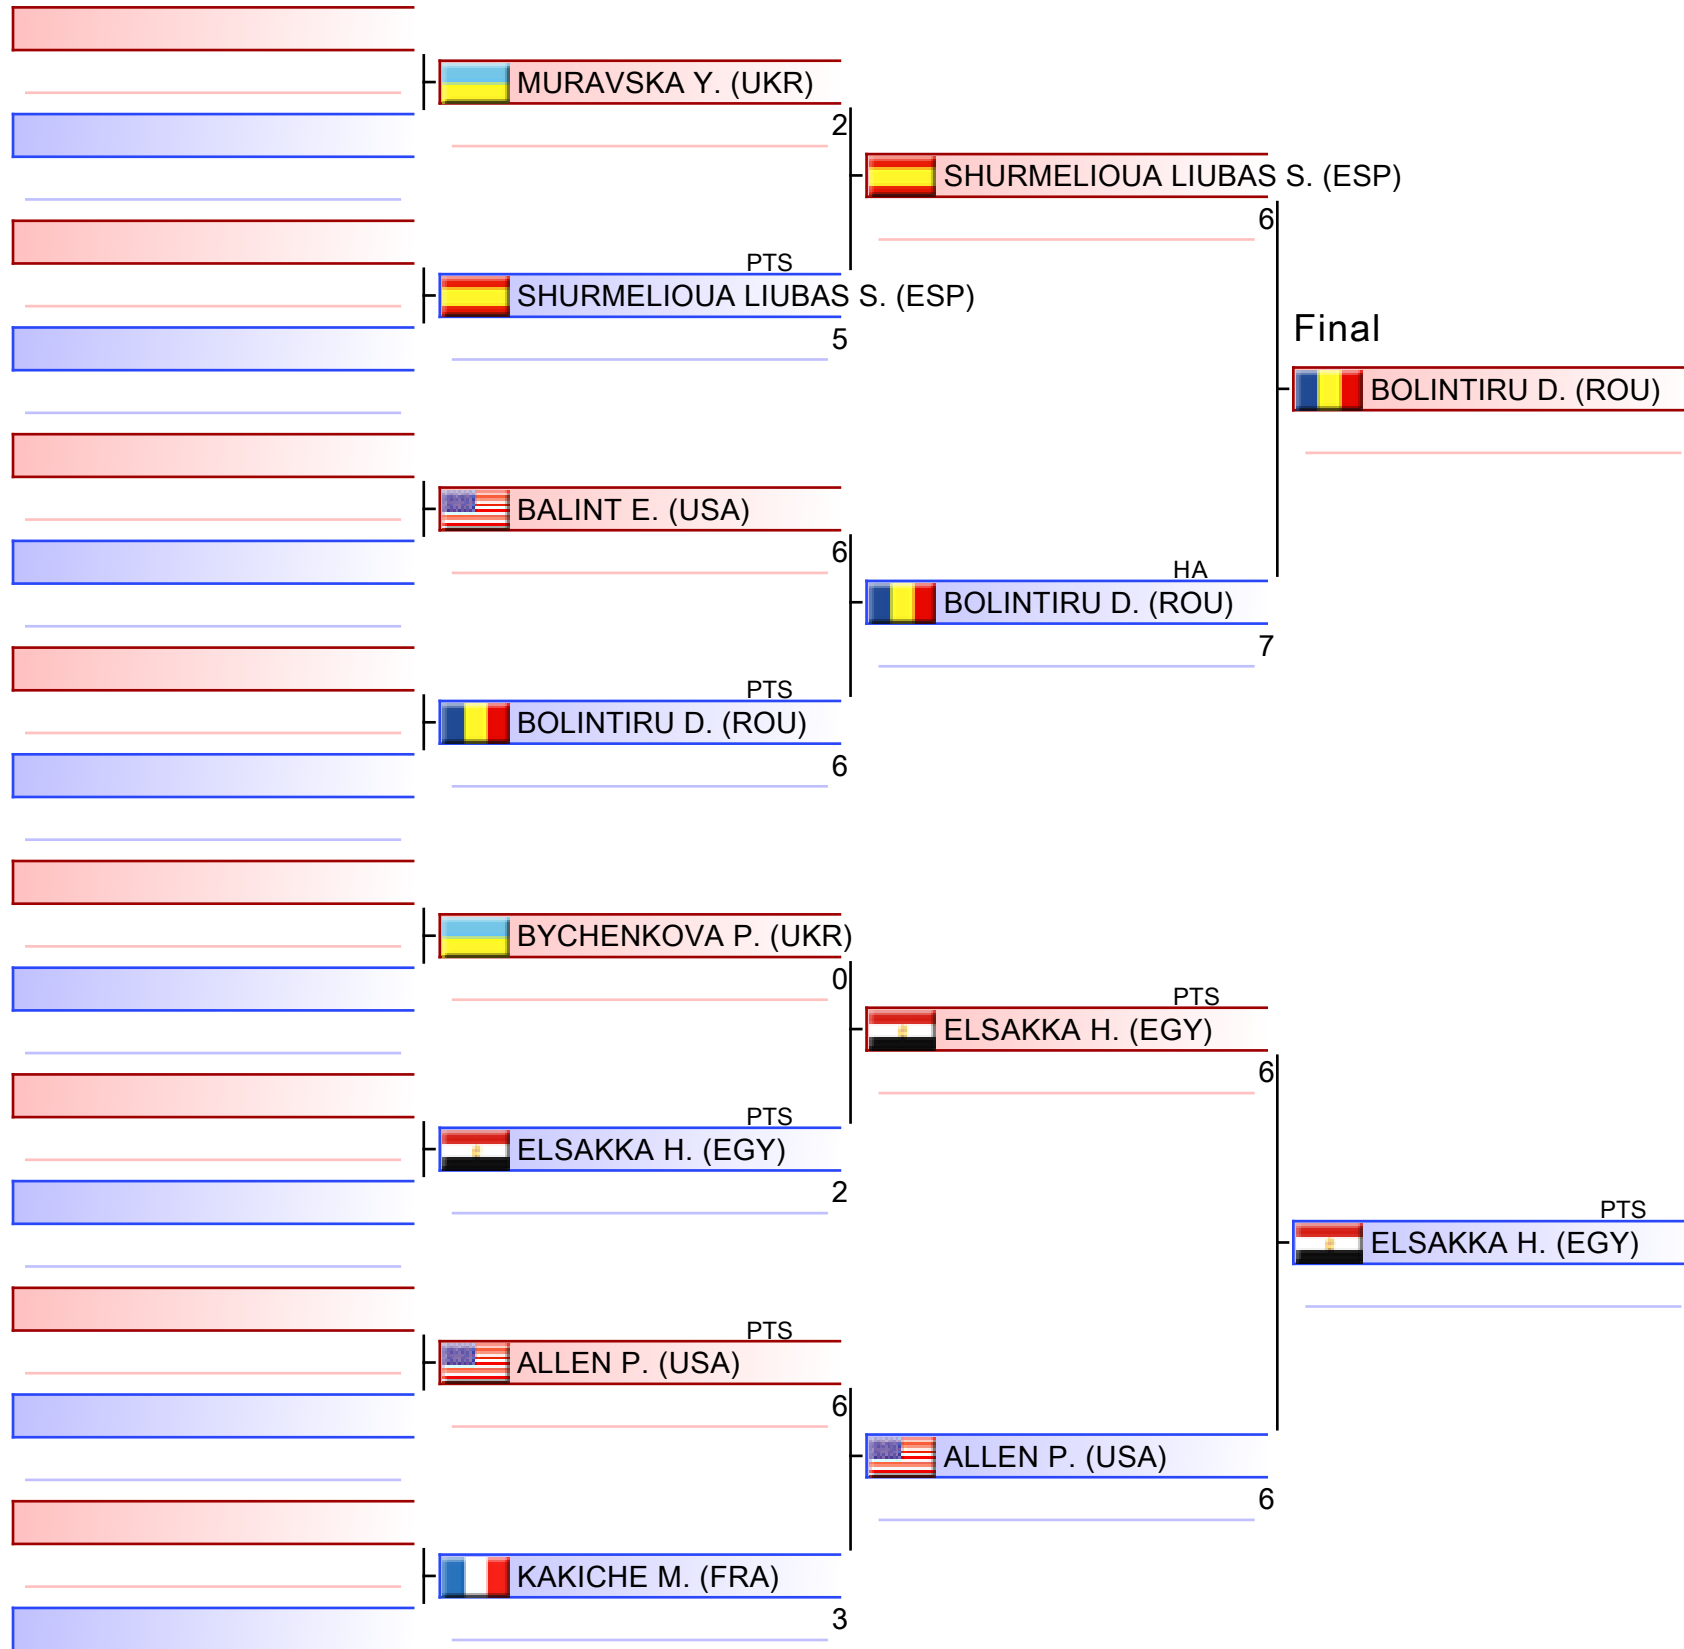 MURAVSKA Y. (UKR)
2
SHURMELIOUA LIUBAS S. (ESP)
6
PTS
SHURMELIOUA LIUBAS S. (ESP)
5
Final
BOLINTIRU D. (ROU)
BALINT E. (USA)
6
HA
BOLINTIRU D. (ROU)
7
PTS
BOLINTIRU D. (ROU)
6
BYCHENKOVA P. (UKR)
0
PTS
ELSAKKA H. (EGY)
6
PTS
ELSAKKA H. (EGY)
2
PTS
ELSAKKA H. (EGY)
PTS
ALLEN P. (USA)
6
ALLEN P. (USA)
6
KAKICHE M. (FRA)
3